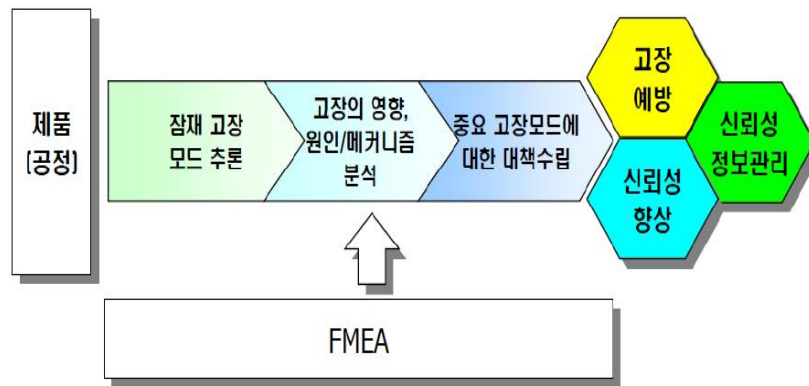 제품
(공정)
잠재 고장
모드 추론
고장의 영향,
원인/메커니즘
분석
중요 고장모드에
대한 대책수립
고장
예방
신뢰성
향상
신뢰성
정보관리
FMEA